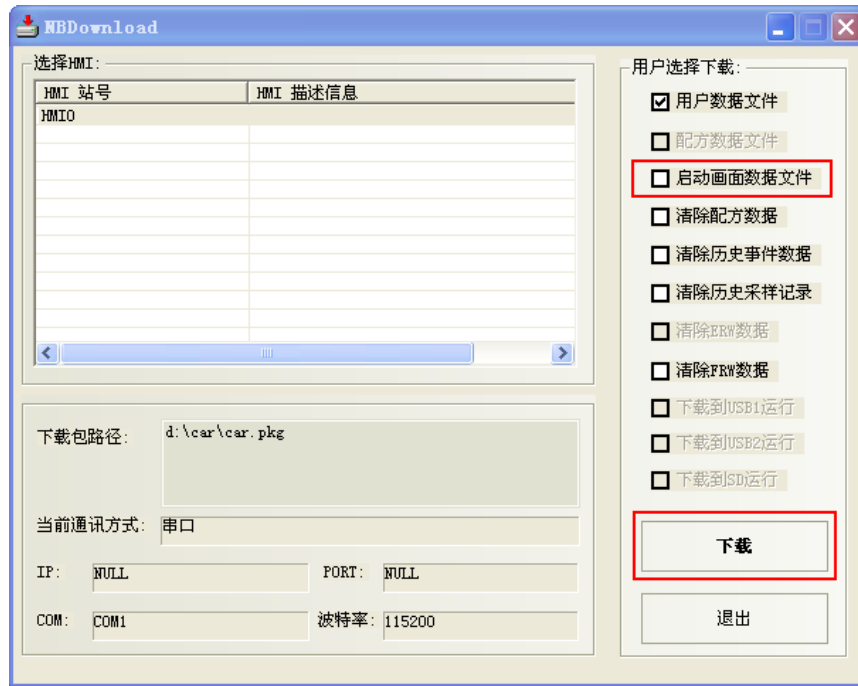 NBDownload
选择HMI:
HMI 站号 HMI 描述信息
HMI0
下载包路径: d:\car\car.pkg
当前通讯方式: 串口
IP: NULL PORT: NULL
COM: COM1 波特率: 115200
用户选择下载:
用户数据文件
配方数据文件
启动画面数据文件
清除配方数据
清除历史事件数据
清除历史采样记录
清除ERW数据
清除FRW数据
下载到USB1运行
下载到USB2运行
下载到SD运行
下载
退出